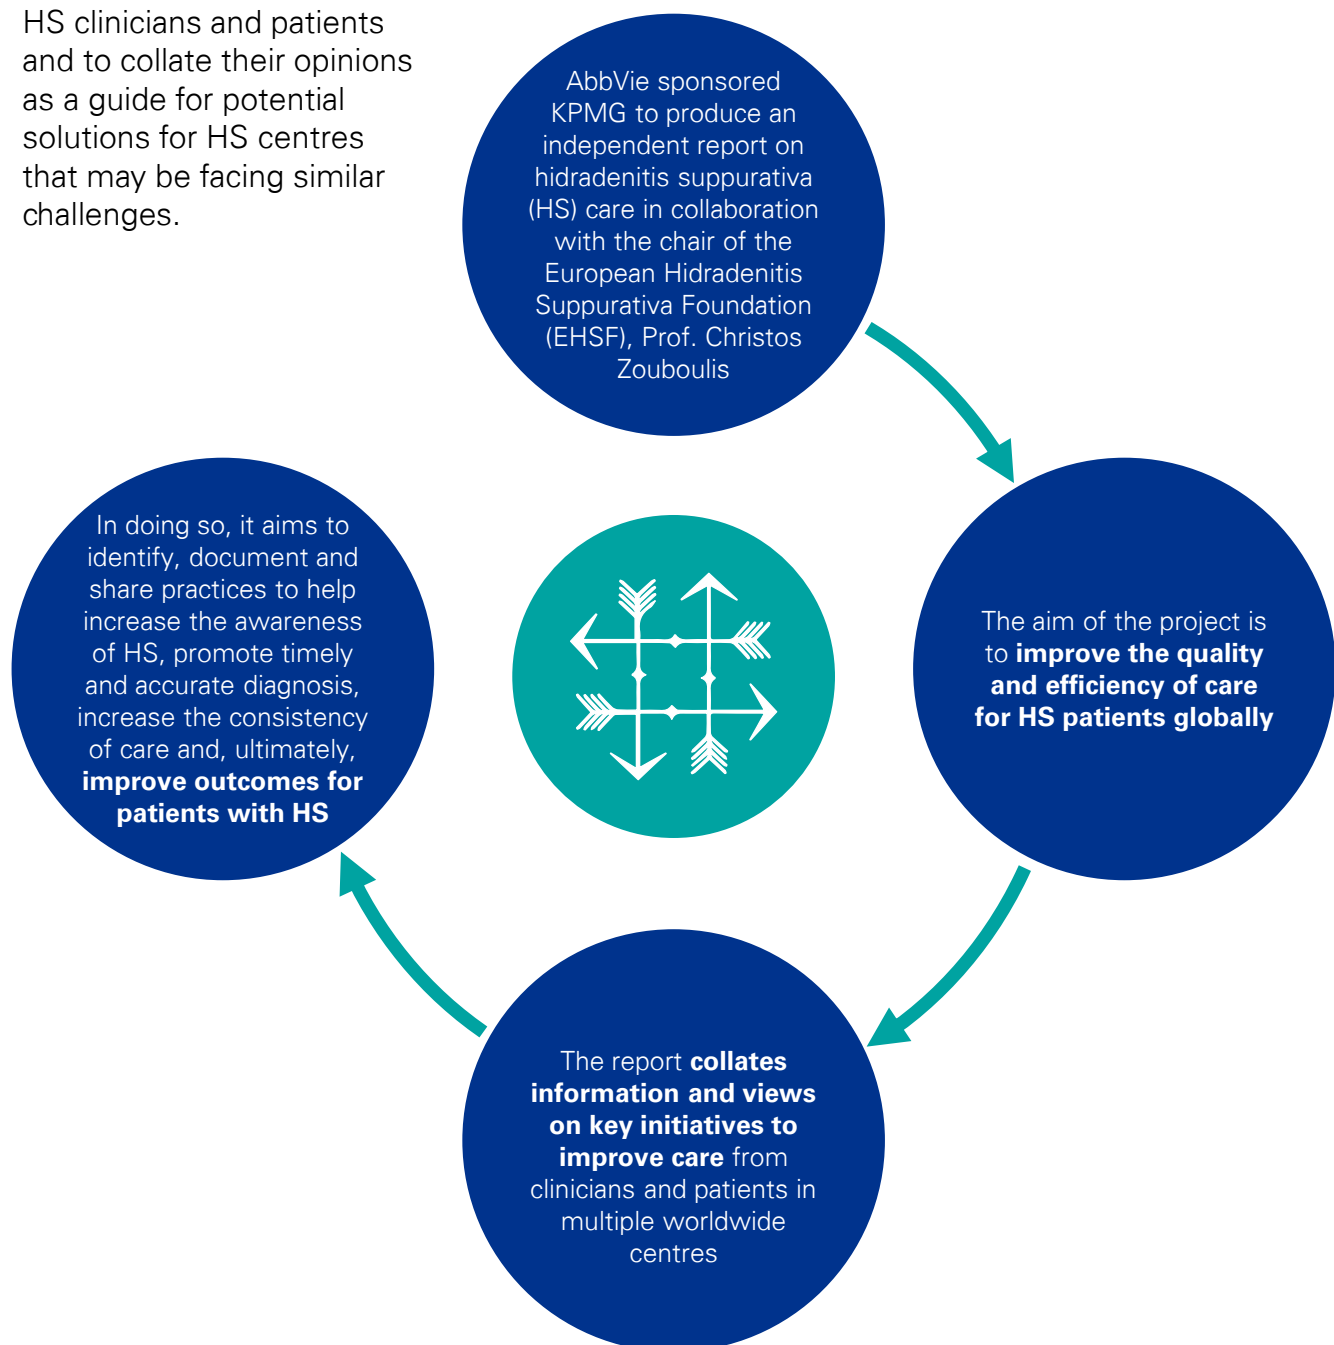 HS clinicians and patients
and to collate their opinions
as a guide for potential
solutions for HS centres
that may be facing similar
challenges.
AbbVie sponsored
KPMG to produce an
independent report on
hidradenitis suppurativa
(HS) care in collaboration
with the chair of the
European Hidradenitis
Suppurativa Foundation
(EHSF), Prof. Christos
Zouboulis
The aim of the project is
to improve the quality
and efficiency of care
for HS patients globally
The report collates
information and views
on key initiatives to
improve care from
clinicians and patients in
multiple worldwide
centres
In doing so, it aims to
identify, document and
share practices to help
increase the awareness
of HS, promote timely
and accurate diagnosis,
increase the consistency
of care and, ultimately,
improve outcomes for
patients with HS